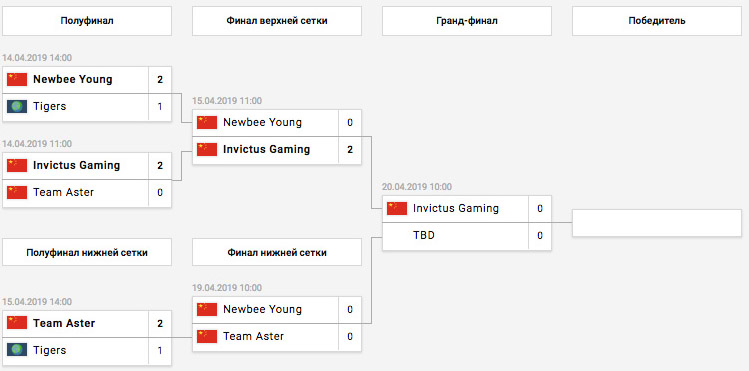 Полуфинал
Финал верхней сетки
Гранд-финал
Победитель
14.04.2019 14:00
Newbee Young 2
Tigers 1
14.04.2019 11:00
Invictus Gaming 2
Team Aster 0
15.04.2019 11:00
Newbee Young 0
Invictus Gaming 2
20.04.2019 10:00
Invictus Gaming 0
TBD 0
Полуфинал нижней сетки
Финал нижней сетки
15.04.2019 14:00
Team Aster 2
Tigers 1
19.04.2019 10:00
Newbee Young 0
Team Aster 0